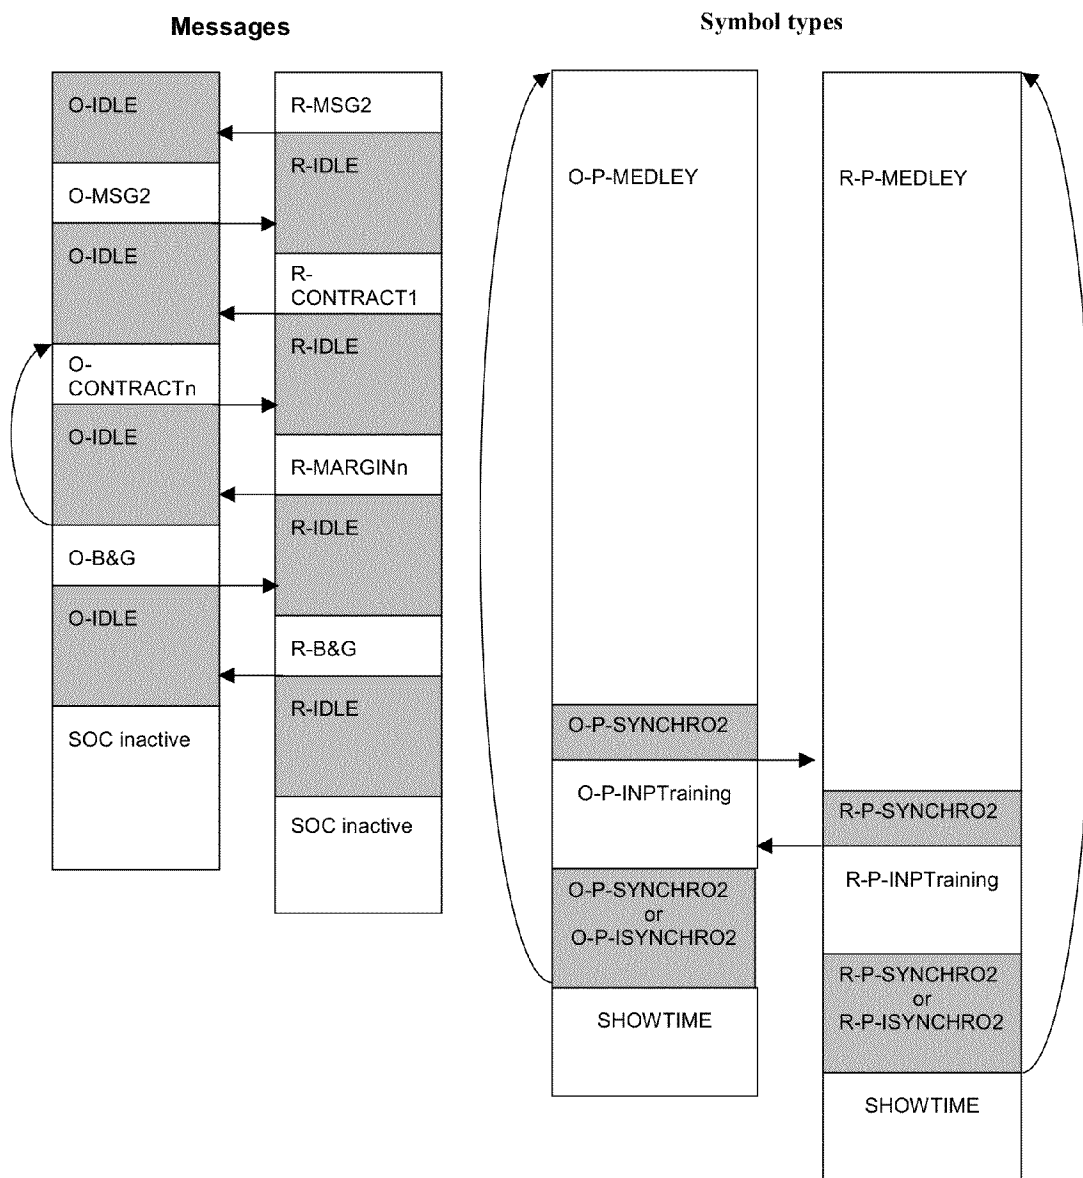 Messages
Symbol types
O-IDLE
O-MSG2
O-IDLE
O-
CONTRACTn
O-IDLE
O-B&G
O-IDLE
SOC inactive
R-MSG2
R-IDLE
R-
CONTRACT1
R-IDLE
R-MARGINn
R-IDLE
R-B&G
R-IDLE
SOC inactive
O-P-MEDLEY
O-P-SYNCHRO2
O-P-INPTraining
O-P-SYNCHRO2
or
O-P-ISYNCHRO2
SHOWTIME
R-P-MEDLEY
R-P-SYNCHRO2
R-P-INPTraining
R-P-SYNCHRO2
or
R-P-ISYNCHRO2
SHOWTIME